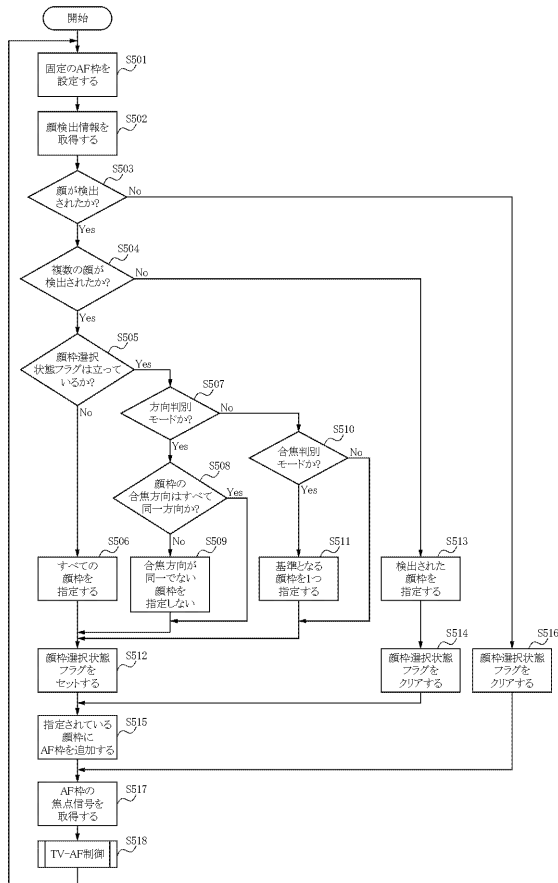 開始
S501
固定のAF枠を
設定する
S502
顔検出情報を
取得する
S503
顔が検出
されたか?
No
Yes
S504
複数の顔が
検出されたか?
No
Yes
S505
顔枠選択
状態フラグは立って
いるか?
Yes
No
S507
方向判別
モードか?
No
Yes
S510
合焦判別
モードか?
No
Yes
S508
顔枠の
合焦方向はすべて
同一方向か?
Yes
No
S506
すべての
顔枠を
指定する
S509
合焦方向が
同一でない
顔枠を
指定しない
S511
基準となる
顔枠を1つ
指定する
S513
検出された
顔枠を
指定する
S512
顔枠選択状態
フラグを
セットする
S514
顔枠選択状態
フラグを
クリアする
S516
顔枠選択状態
フラグを
クリアする
S515
指定されている
顔枠に
AF枠を追加する
S517
AF枠の
焦点信号を
取得する
S518
TV-AF制御